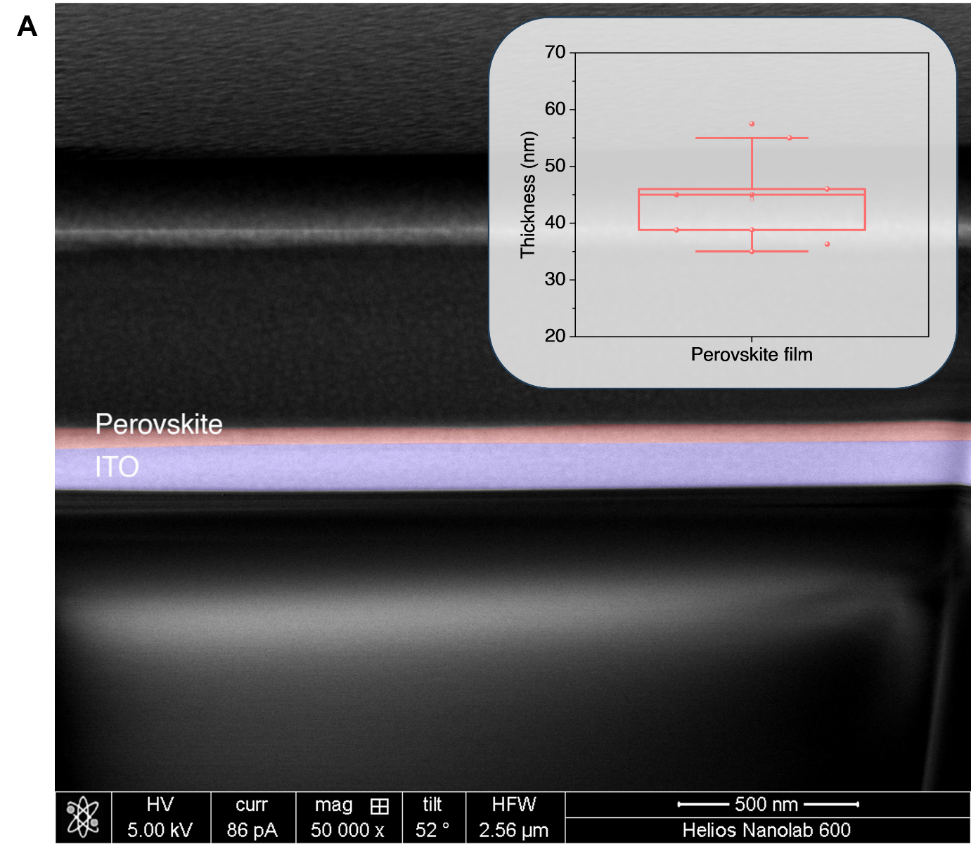 A
70
60
50
40
30
20
Thickness (nm)
Perovskite film
Perovskite
ITO
HV
5.00 kV
curr
86 pA
mag
50 000 x
tilt
52 °
HFW
2.56 µm
500 nm
Helios Nanolab 600